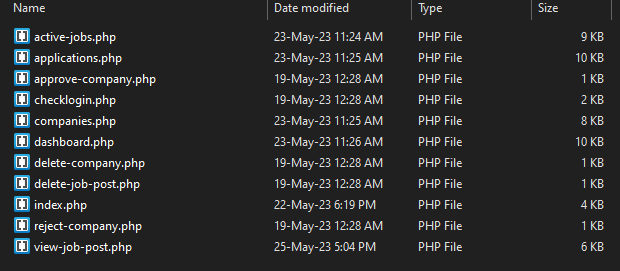 Name Date modified Type Size
active-jobs.php 23-May-23 11:24 AM PHP File 9 KB
applications.php 23-May-23 11:25 AM PHP File 10 KB
approve-company.php 19-May-23 12:28 AM PHP File 1 KB
checklogin.php 19-May-23 12:28 AM PHP File 2 KB
companies.php 23-May-23 11:25 AM PHP File 8 KB
dashboard.php 23-May-23 11:26 AM PHP File 10 KB
delete-company.php 19-May-23 12:28 AM PHP File 1 KB
delete-job-post.php 19-May-23 12:28 AM PHP File 1 KB
index.php 22-May-23 6:19 PM PHP File 4 KB
reject-company.php 19-May-23 12:28 AM PHP File 1 KB
view-job-post.php 25-May-23 5:04 PM PHP File 6 KB